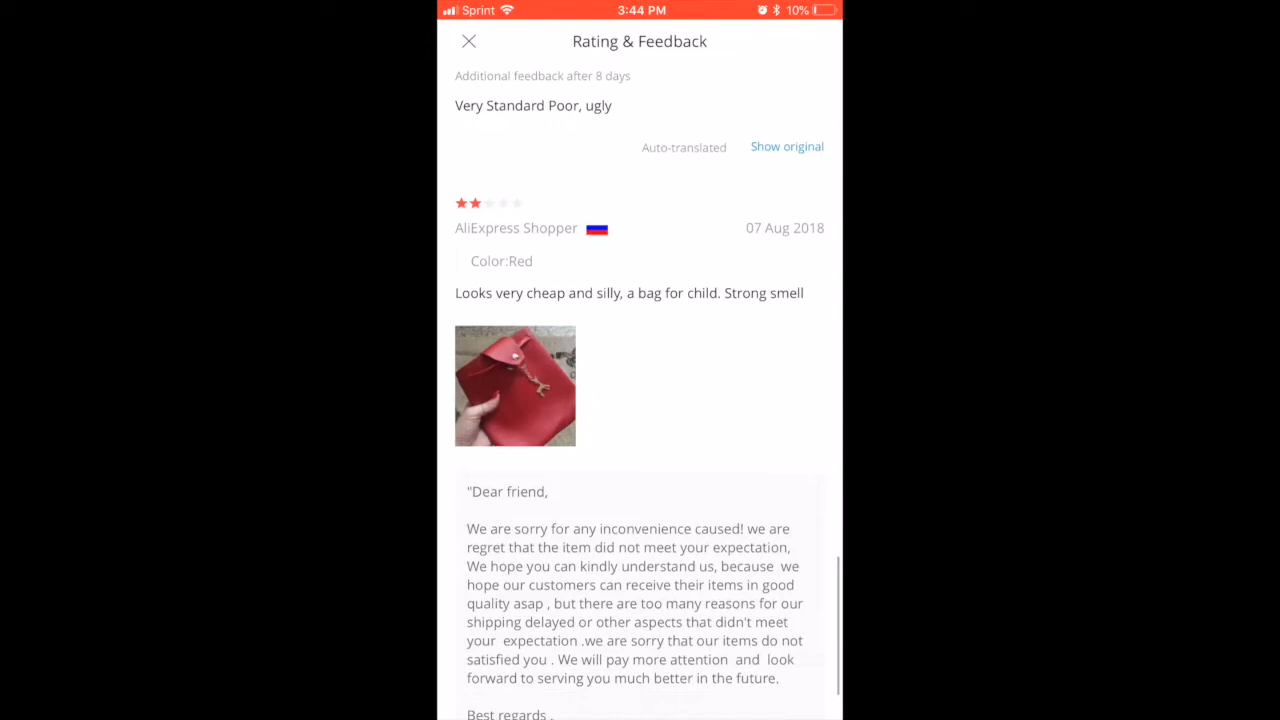 Sprint 3:44 PM 10%
Rating & Feedback
Additional feedback after 8 days
Very Standard Poor, ugly
Auto-translated Show original
AliExpress Shopper 07 Aug 2018
Color:Red
Looks very cheap and silly, a bag for child. Strong smell
"Dear friend,
We are sorry for any inconvenience caused! we are
regret that the item did not meet your expectation,
We hope you can kindly understand us, because we
hope our customers can receive their items in good
quality asap , but there are too many reasons for our
shipping delayed or other aspects that didn't meet
your expectation .we are sorry that our items do not
satisfied you . We will pay more attention and look
forward to serving you much better in the future.
Best regards ,